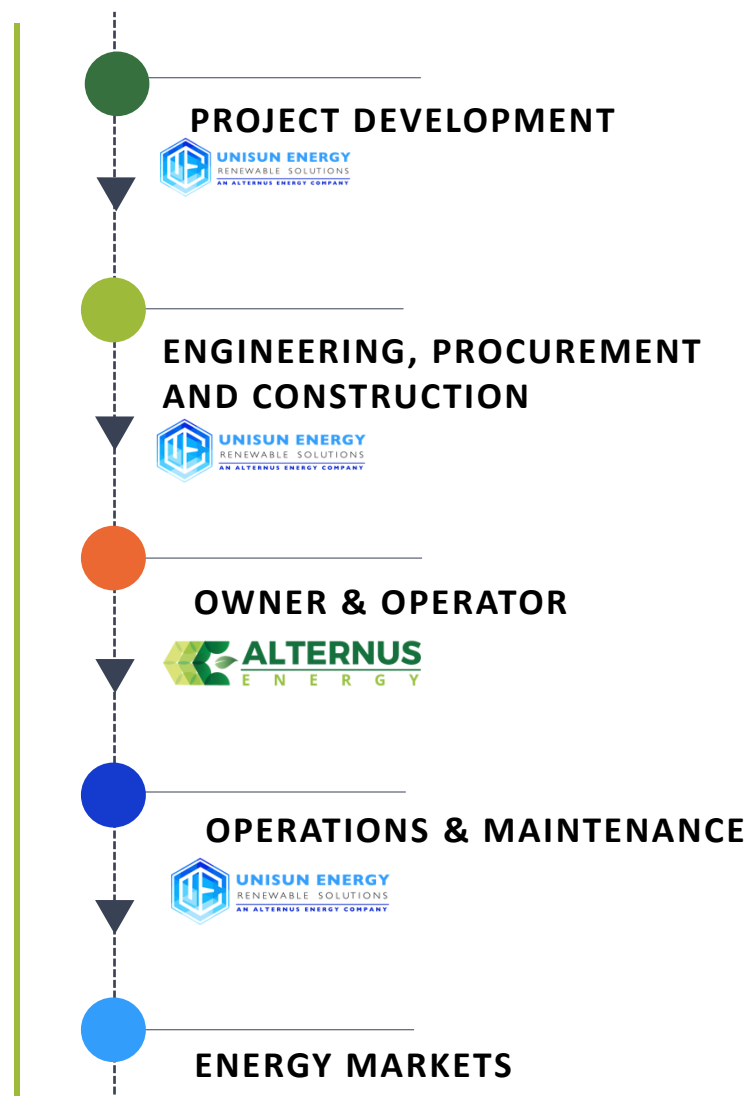 PROJECT DEVELOPMENT
UNISUN ENERGY
RENEWABLE SOLUTIONS
AN ALTERNUS ENERGY COMPANY
ENGINEERING, PROCUREMENT
AND CONSTRUCTION
UNISUN ENERGY
RENEWABLE SOLUTIONS
AN ALTERNUS ENERGY COMPANY
OWNER & OPERATOR
ALTERNUS
ENERGY
OPERATIONS & MAINTENANCE
UNISUN ENERGY
RENEWABLE SOLUTIONS
AN ALTERNUS ENERGY COMPANY
ENERGY MARKETS